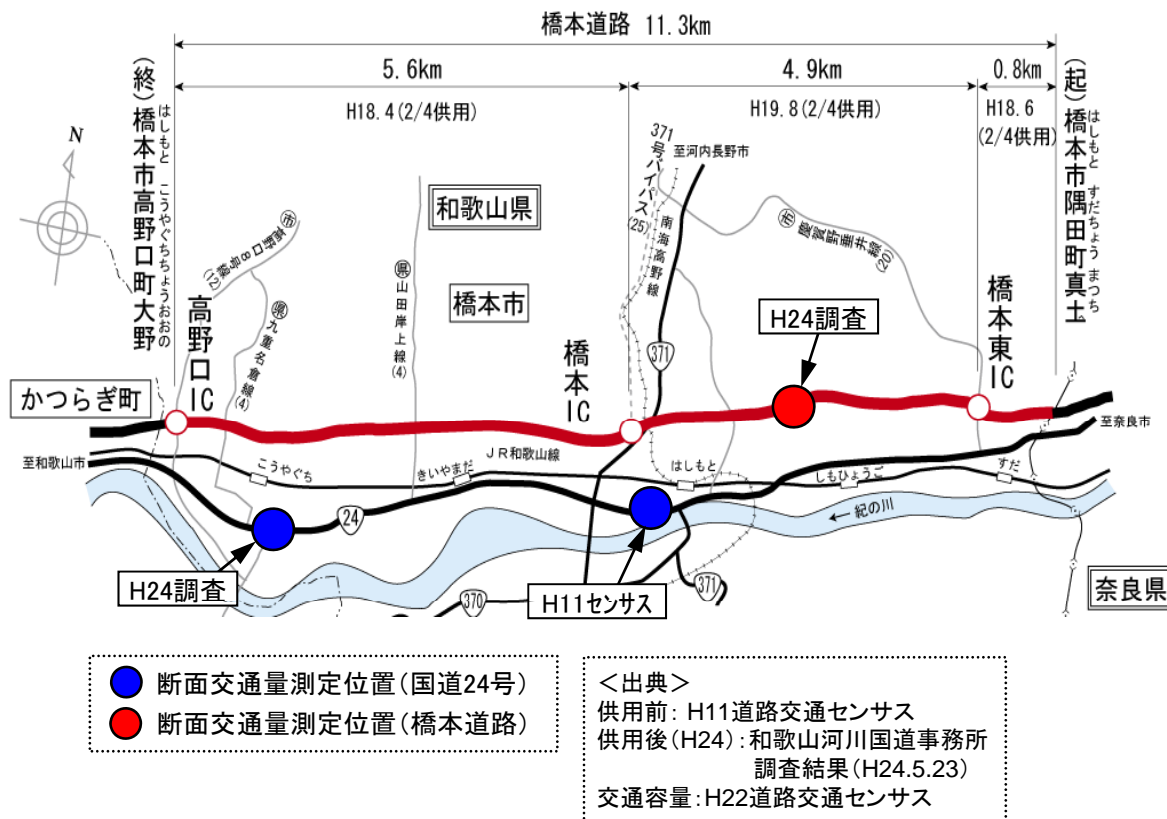 橋本道路 11.3km
5.6km
4.9km
0.8km
H18.4(2/4供用)
H19.8(2/4供用)
H18.6
(2/4供用)
(終)橋本市高野口町大野
はしもと こうやぐちちょうおおの
(起)橋本市隅田町真土
はしもと すだちょう まつち
N
和歌山県
橋本市
371号バイパス
(25)
至河内長野市
南海高野線
371
市慶賀野垂井線
(20)
市高野口8号線
(12)
県九重名倉線
(4)
県山田岸上線
(4)
高野口IC
橋本IC
橋本東IC
H24調査
かつらぎ町
至和歌山市
至奈良市
こうやぐち
きいやまだ
JR和歌山線
はしもと
しもひょうご
すだ
24
紀の川
H24調査
H11センサス
370
371
奈良県
断面交通量測定位置(国道24号)
断面交通量測定位置(橋本道路)
<出典>
供用前: H11道路交通センサス
供用後(H24):和歌山河川国道事務所
調査結果(H24.5.23)
交通容量:H22道路交通センサス